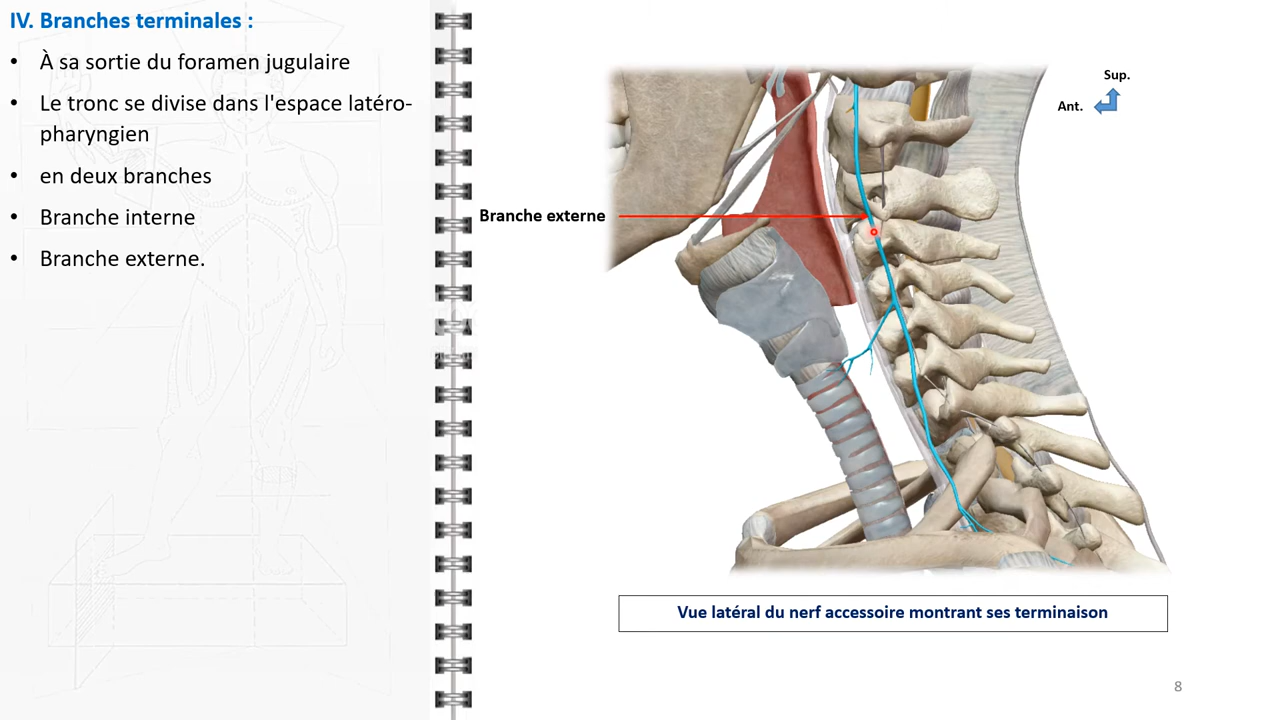 IV. Branches terminales :
• À sa sortie du foramen jugulaire
• Le tronc se divise dans l'espace latéro-
pharyngien
• en deux branches
• Branche interne
• Branche externe.
Sup.
Ant.
Branche externe
Vue latéral du nerf accessoire montrant ses terminaison
8